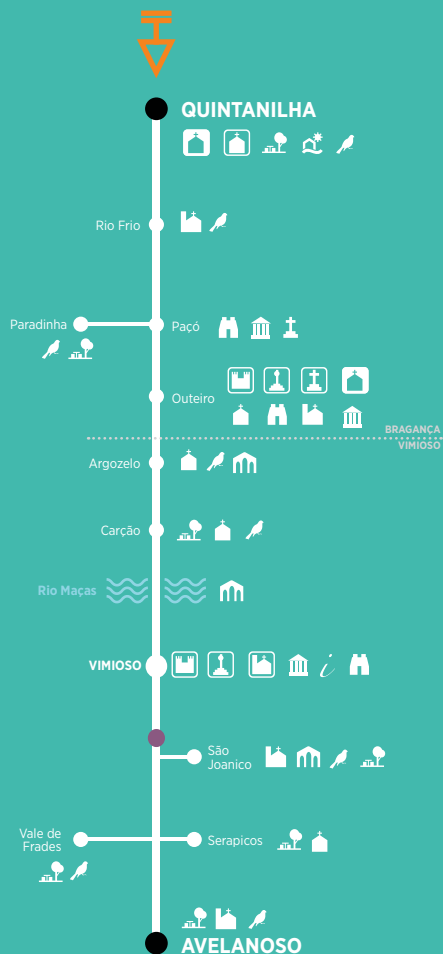 QUINTANILHA
Rio Frio
Paradinha
Paçó
Outeiro
BRAGANÇA
VIMIOSO
Argozelo
Carção
Rio Maças
VIMIOSO
i
São
Joanico
Vale de
Frades
Serapicos
AVELANOSO